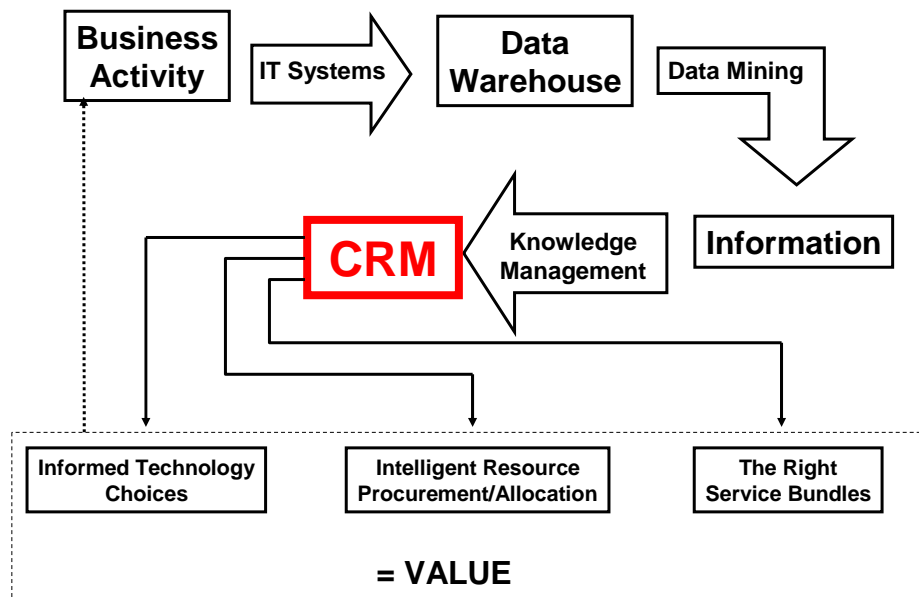 Business
Activity
IT Systems
Data
Warehouse
Data Mining
Information
Knowledge
Management
CRM
Informed Technology
Choices
Intelligent Resource
Procurement/Allocation
The Right
Service Bundles
= VALUE